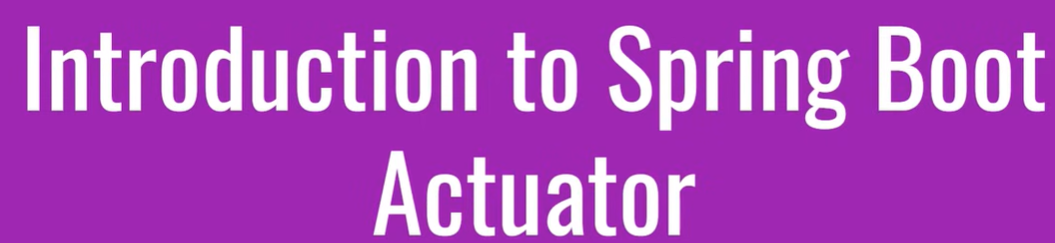 Introduction to Spring Boot
Actuator